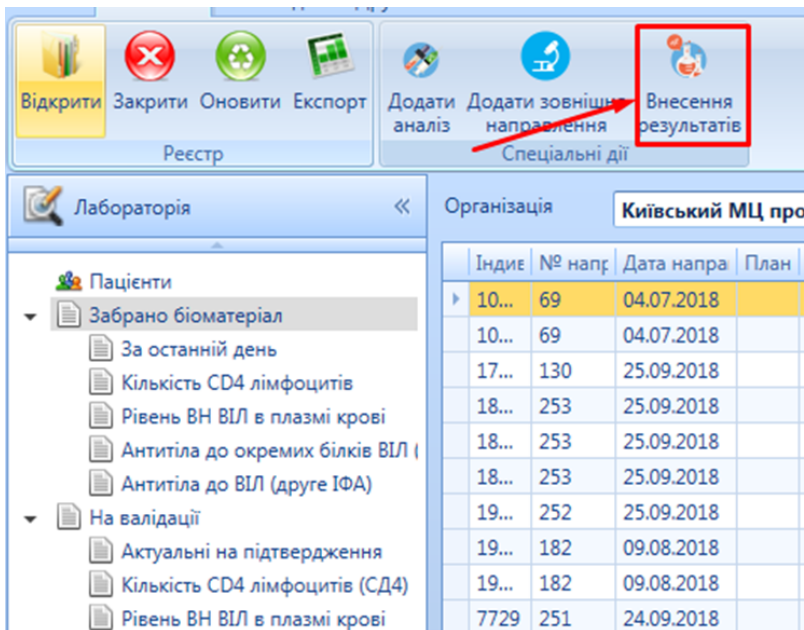 Відкрити Закрити Оновити Експорт
Додати аналіз
Додати зовнішнє направлення
Внесення результатів
Реєстр
Спеціальні дії
Лабораторія
Організація
Київський МЦ про
Індив № напр Дата напра План
Пацієнти
Забрано біоматеріал
За останній день
Кількість CD4 лімфоцитів
Рівень ВН ВІЛ в плазмі крові
Антитіла до окремих білків ВІЛ (
Антитіла до ВІЛ (друге ІФА)
На валідації
Актуальні на підтвердження
Кількість CD4 лімфоцитів (СД4)
Рівень ВН ВІЛ в плазмі крові
10... 69 04.07.2018
10... 69 04.07.2018
17... 130 25.09.2018
18... 253 25.09.2018
18... 253 25.09.2018
18... 253 25.09.2018
19... 252 25.09.2018
19... 182 09.08.2018
19... 182 09.08.2018
7729 251 24.09.2018